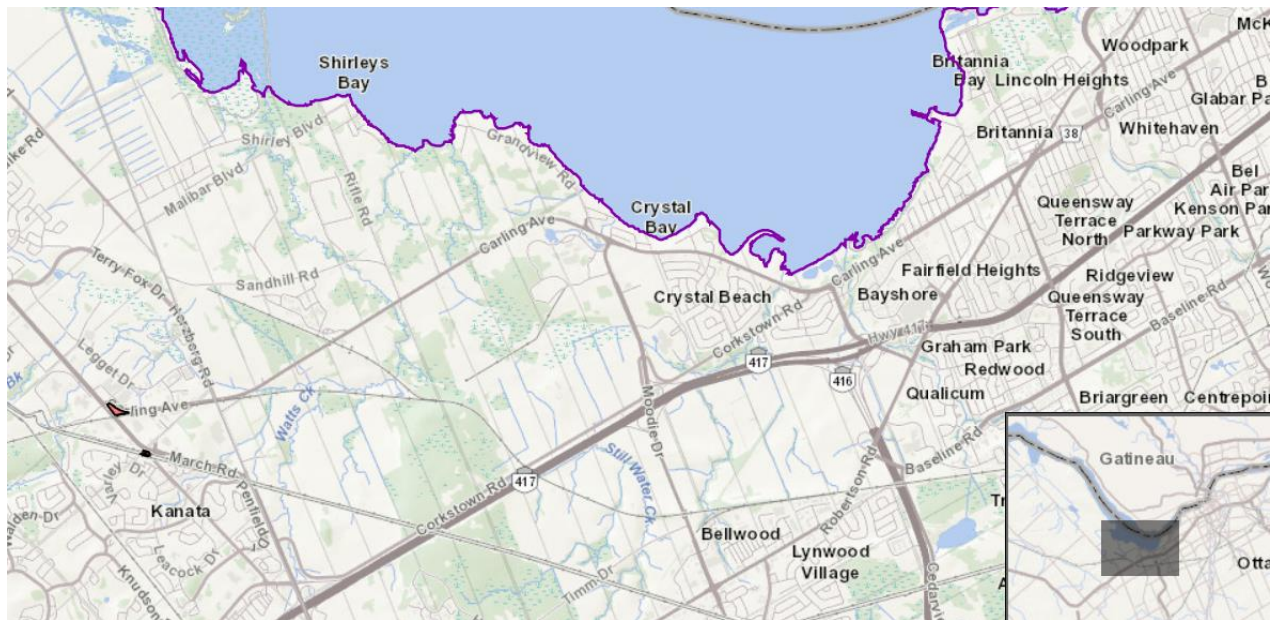 McK
Woodpark
Shirleys
Bay
Britannia
Bay
Lincoln Heights
Carling Ave
B
Glabar Pa
Shirley Blvd
Grandview Rd
Britannia
38
Whitehaven
Malibar Blvd
Rifle Rd
Bel
Air Par
Kenson Par
Crystal
Bay
Queensway
Terrace
North
Parkway Park
Carling Ave
Carling Ave
Terry Fox Dr
Sandhill Rd
Herzberg Rd
Fairfield Heights
Ridgeview
Crystal Beach
Bayshore
Queensway
Terrace
South
Baseline Rd
Corkstown Rd
Hwy 417
Legget Dr
417
416
Graham Park
Redwood
Qualicum
Moodie Dr
Briargreen
Centrepoin
Bk
Watts Ck
March Rd
Varley Dr
Penfield
417
Still Water Ck
Baseline Rd
Robertson Rd
Gatineau
Kanata
Corkstown Rd
Bellwood
Lynwood
Village
Leacock Dr
Knudson
Timm Dr
Cedarvi
Otta